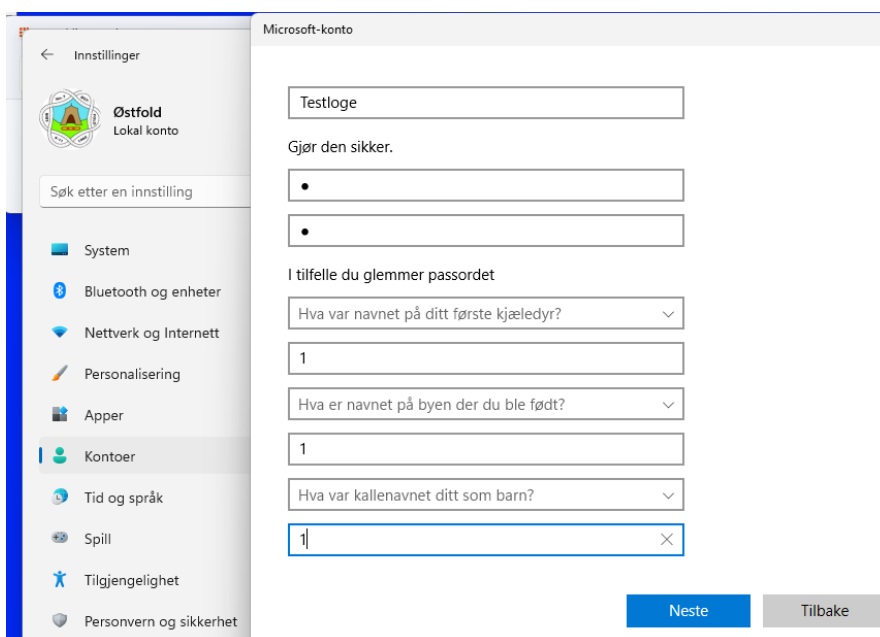 Microsoft-konto
Innstillinger
Østfold
Lokal konto
Søk etter en innstilling
System
Bluetooth og enheter
Nettverk og Internett
Personalisering
Apper
Kontoer
Tid og språk
Spill
Tilgjengelighet
Personvern og sikkerhet
Testloge
Gjør den sikker.
I tilfelle du glemmer passordet
Hva var navnet på ditt første kjæledyr?
1
Hva er navnet på byen der du ble født?
1
Hva var kallenavnet ditt som barn?
1
Neste
Tilbake